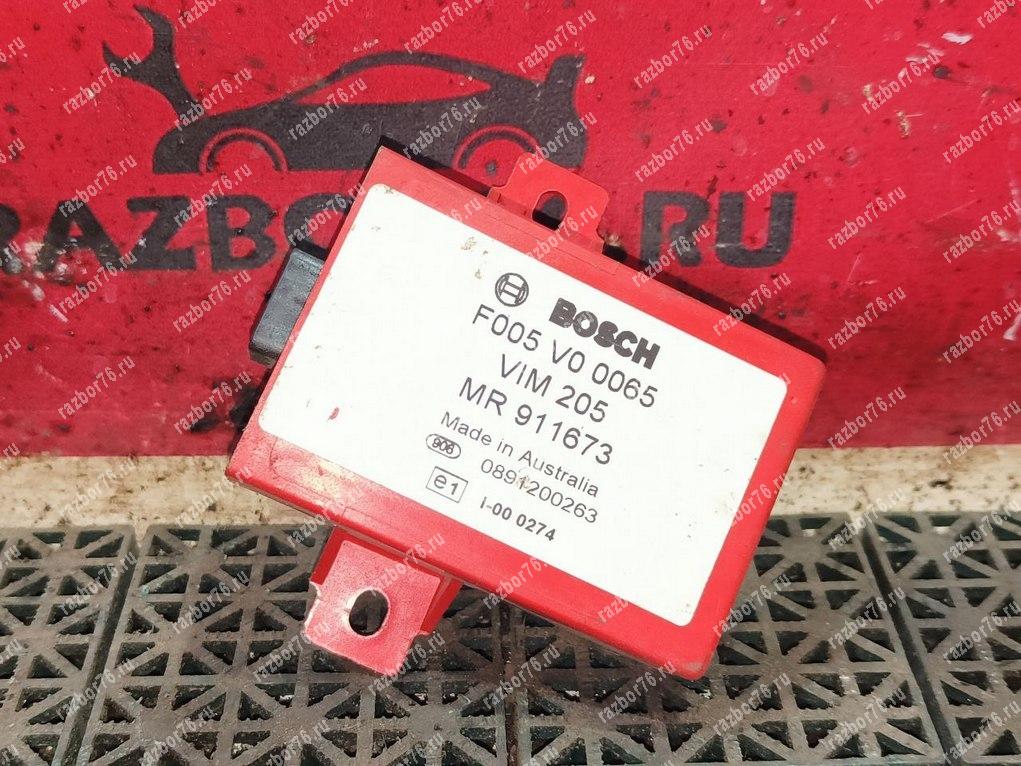 RAZBOR76.RU
BOSCH
F005 V0 0065
VIM 205
MR 911673
Made in Australia
906 0891200263
e1 I-00 0274
razbor76.ru